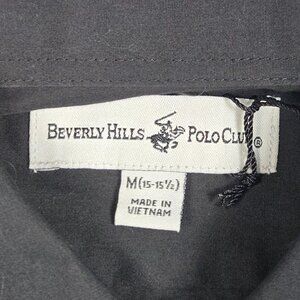 BEVERLY HILLS POLO CLUB®
M(15-15½)
MADE IN
VIETNAM